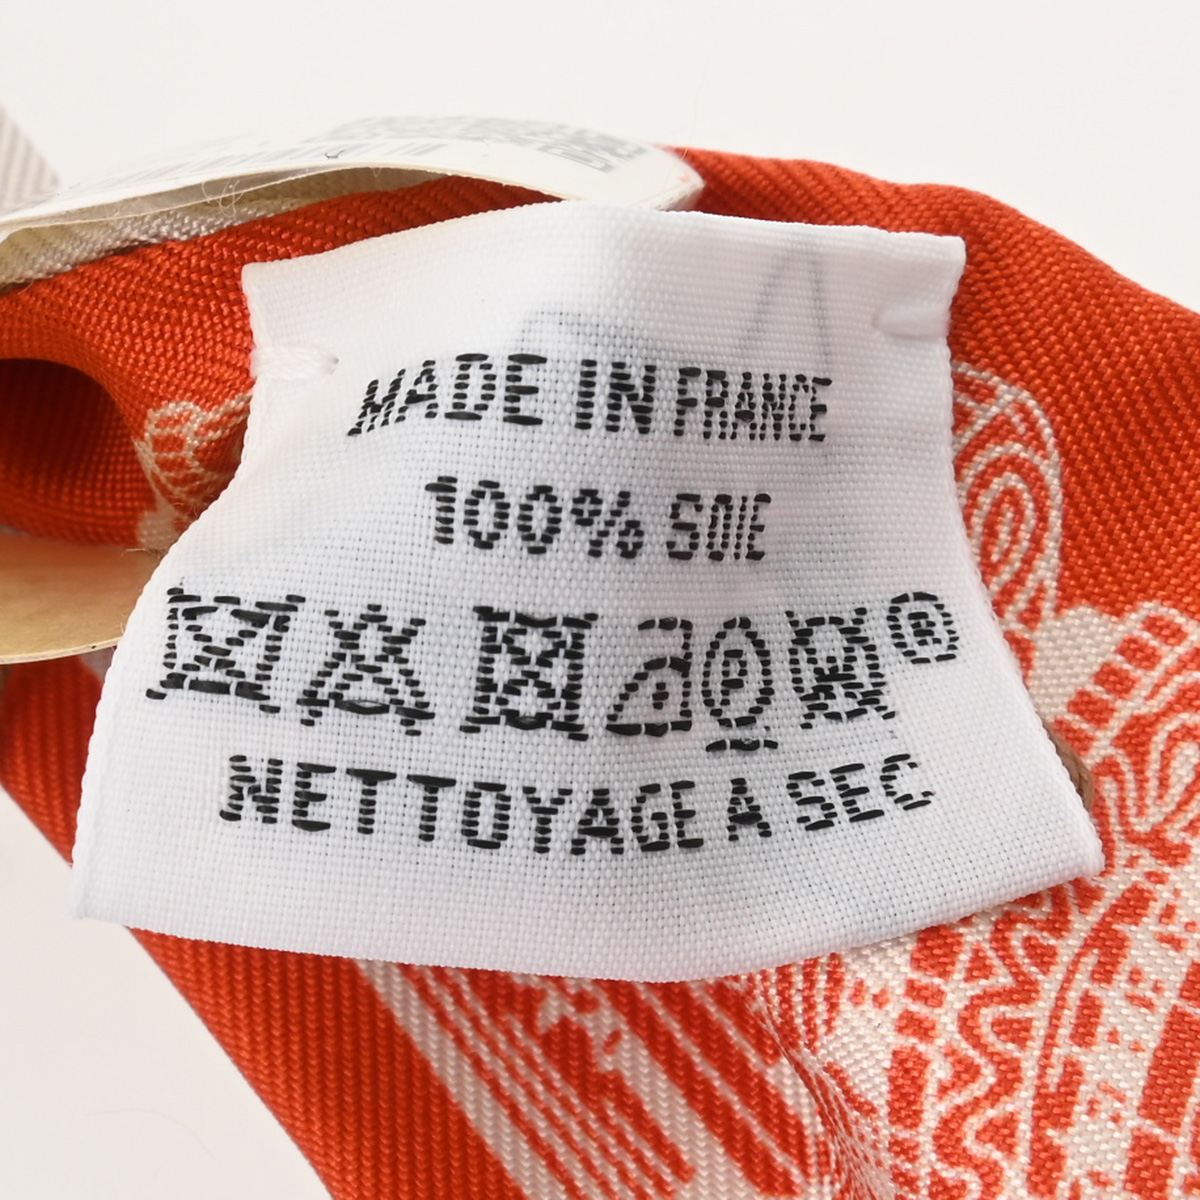 MADE IN FRANCE
100% SOIE
P W ®
NETTOYAGE A SEC